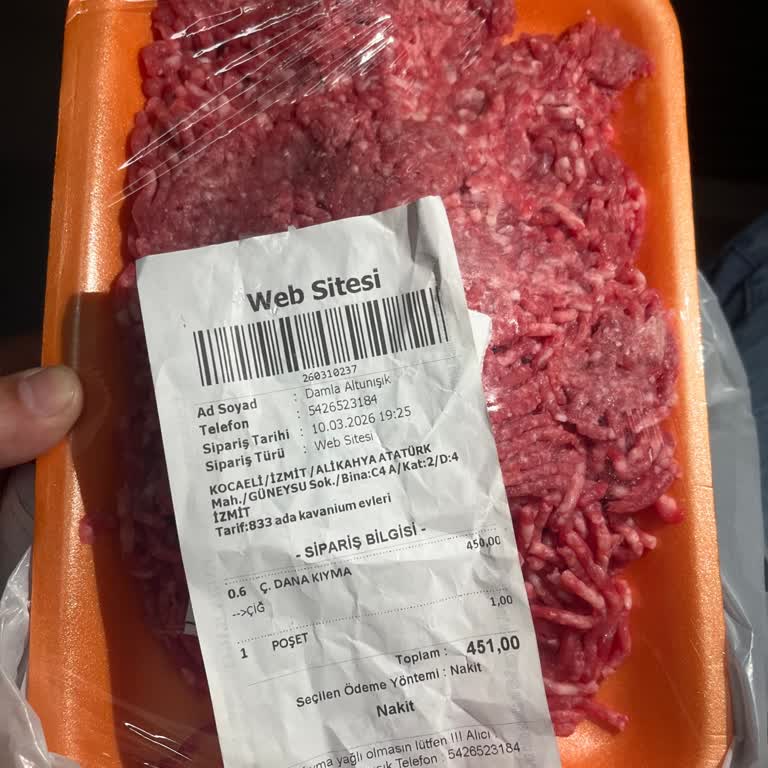 Web Sitesi
260310237
Ad Soyad : Damla Altunışık
Telefon : 5426523184
Sipariş Tarihi : 10.03.2026 19:25
Sipariş Türü : Web Sitesi
KOCAELİ/İZMİT/ALİKAHYA ATATÜRK
Mah./GÜNEYSU Sok./Bina:C4 A/Kat:2/D:4
İZMİT
Tarif:833 ada kavanium evleri
- SİPARİŞ BİLGİSİ -
0.6 Ç. DANA KIYMA 450,00
-->ÇİĞ
1 POŞET 1,00
Toplam : 451,00
Seçilen Ödeme Yöntemi : Nakit
Nakit
yağlı olmasın lütfen !!! Alıcı
Telefon : 5426523184